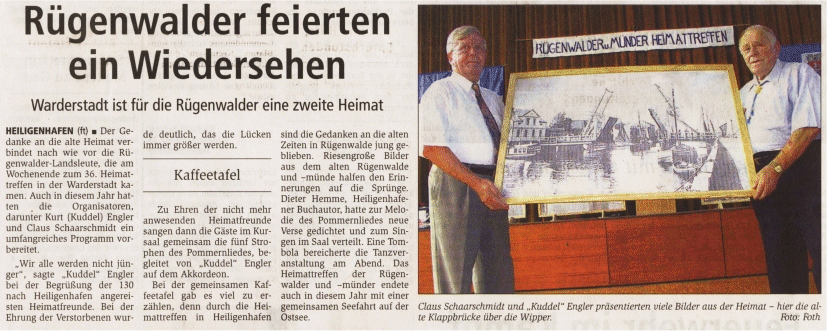 Rügenwalder feierten
ein Wiedersehen
Warderstadt ist für die Rügenwalder eine zweite Heimat
HEILIGENHAFEN (ft) ■ Der Ge-
danke an die alte Heimat ver-
bindet nach wie vor die Rü-
genwalder-Landsleute, die am
Wochenende zum 36. Heimat-
treffen in der Warderstadt ka-
men. Auch in diesem Jahr hat-
ten die Organisatoren,
darunter Kurt (Kuddel) Engler
und Claus Schaarschmidt ein
umfangreiches Programm vor-
bereitet.
„Wir alle werden nicht jün-
ger“, sagte „Kuddel“ Engler
bei der Begrüßung der 130
nach Heiligenhafen angereis-
ten Heimatfreunde. Bei der
Ehrung der Verstorbenen wur-
de deutlich, das die Lücken
immer größer werden.
Kaffeetafel
Zu Ehren der nicht mehr
anwesenden Heimatfreunde
sangen dann die Gäste im Kur-
saal gemeinsam die fünf Stro-
phen des Pommernliedes, be-
gleitet von „Kuddel“ Engler
auf dem Akkordeon.
Bei der gemeinsamen Kaf-
feetafel gab es viel zu er-
zählen, denn durch die Hei-
mattreffen in Heiligenhafen
sind die Gedanken an die alten
Zeiten in Rügenwalde jung ge-
blieben. Riesengroße Bilder
aus dem alten Rügenwalde
und –münde halfen den Erin-
nerungen auf die Sprünge.
Dieter Hemme, Heiligenhafe-
ner Buchautor, hatte zur Melo-
die des Pommernliedes neue
Verse gedichtet und zum Sin-
gen im Saal verteilt. Eine Tom-
bola bereicherte die Tanzver-
anstaltung am Abend. Das
Heimattreffen der Rügen-
walder und –münder endete
auch in diesem Jahr mit einer
gemeinsamen Seefahrt auf der
Ostsee.
RÜGENWALDER u. MÜNDER HEIMATTREFFEN
Claus Schaarschmidt und „Kuddel“ Engler präsentierten viele Bilder aus der Heimat – hier die al-
te Klappbrücke über die Wipper. Foto: Foth